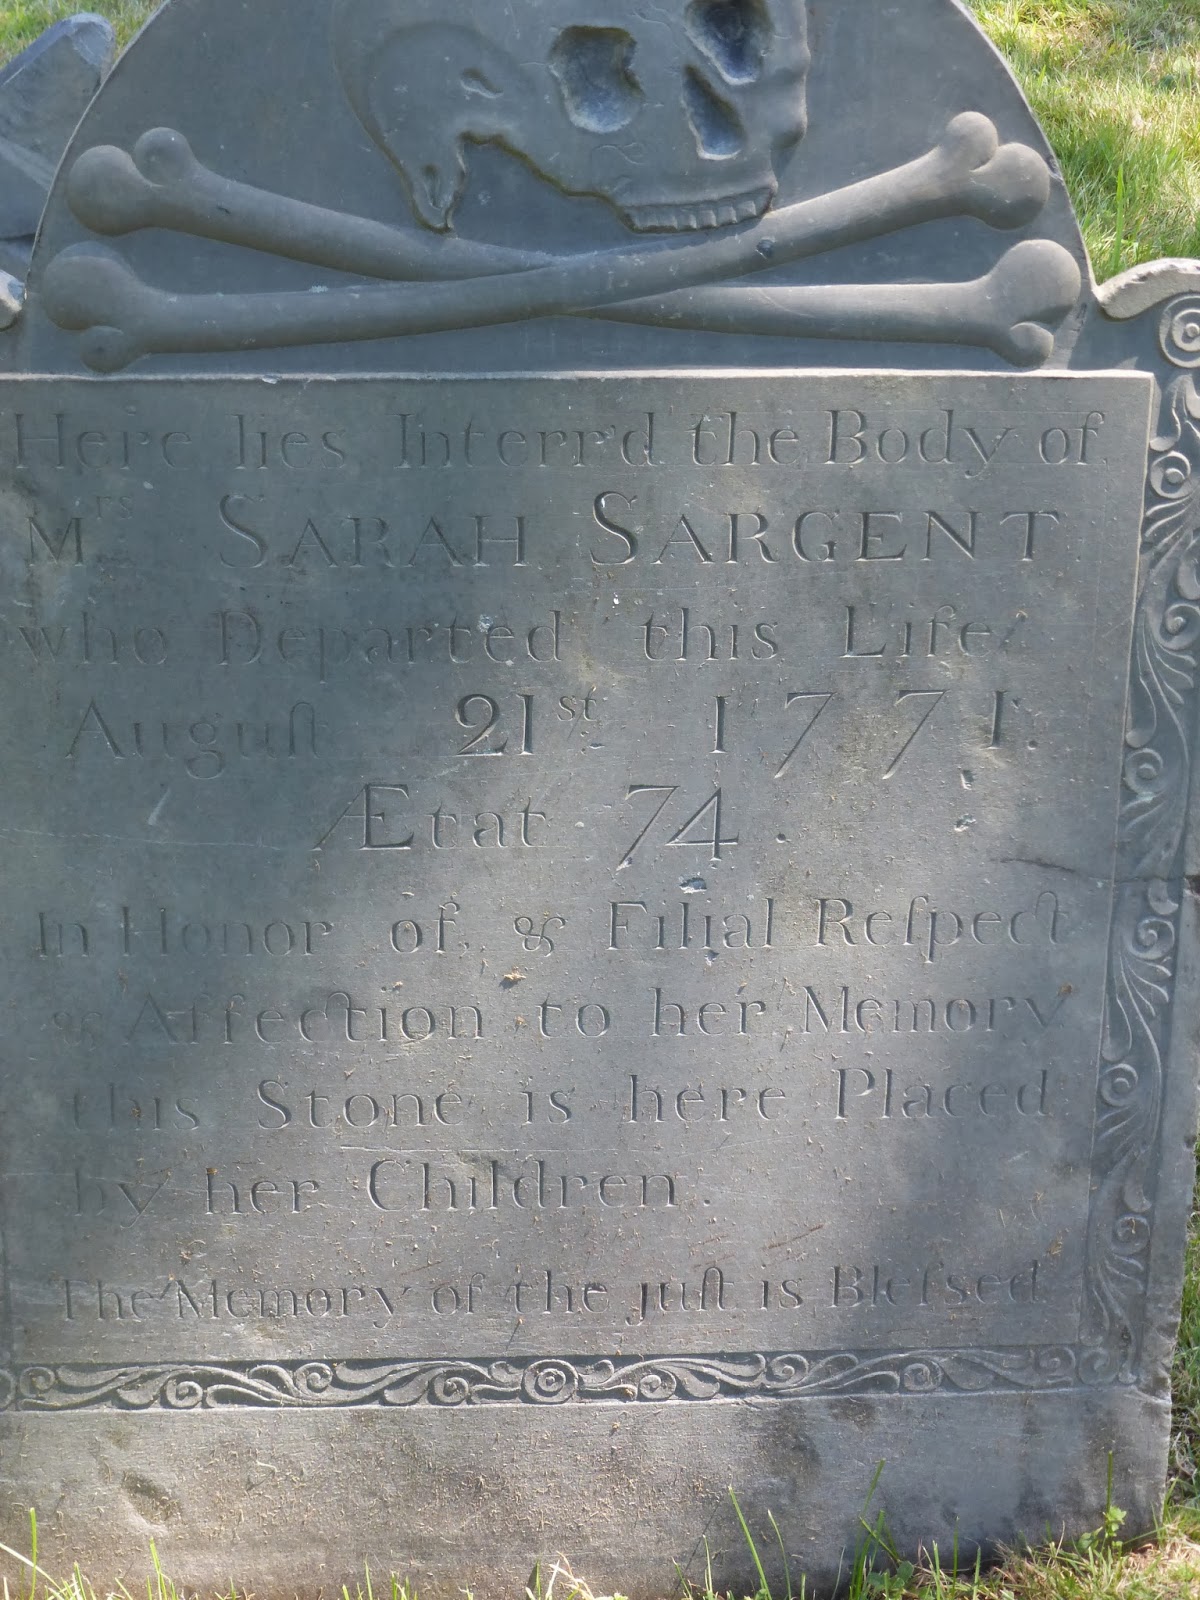 Here lies Interr'd the Body of
Mrs SARAH SARGENT
who Departed this Life
Auguſt 21st 1771.
Ætat 74.
In Honor of, & Filial Reſpect
& Affection to her Memory
this Stone is here Placed
by her Children.
The Memory of the juſt is Bleſsed